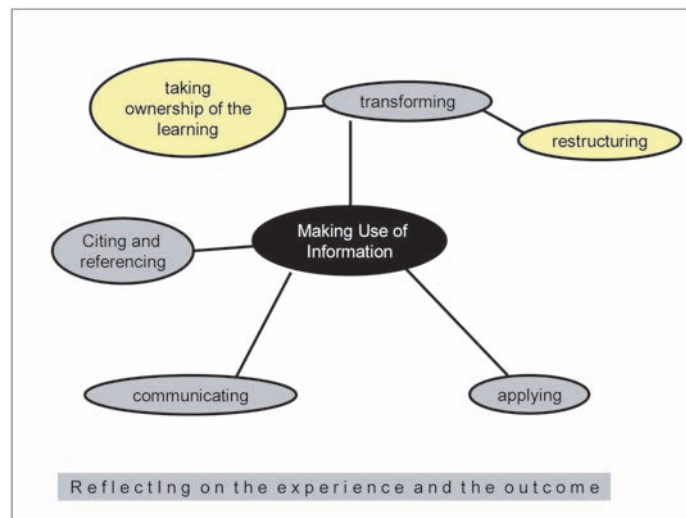 taking
ownership of the
learning
transforming
restructuring
Making Use of
Information
Citing and
referencing
communicating
applying
ReflectIng on the experience and the outcome